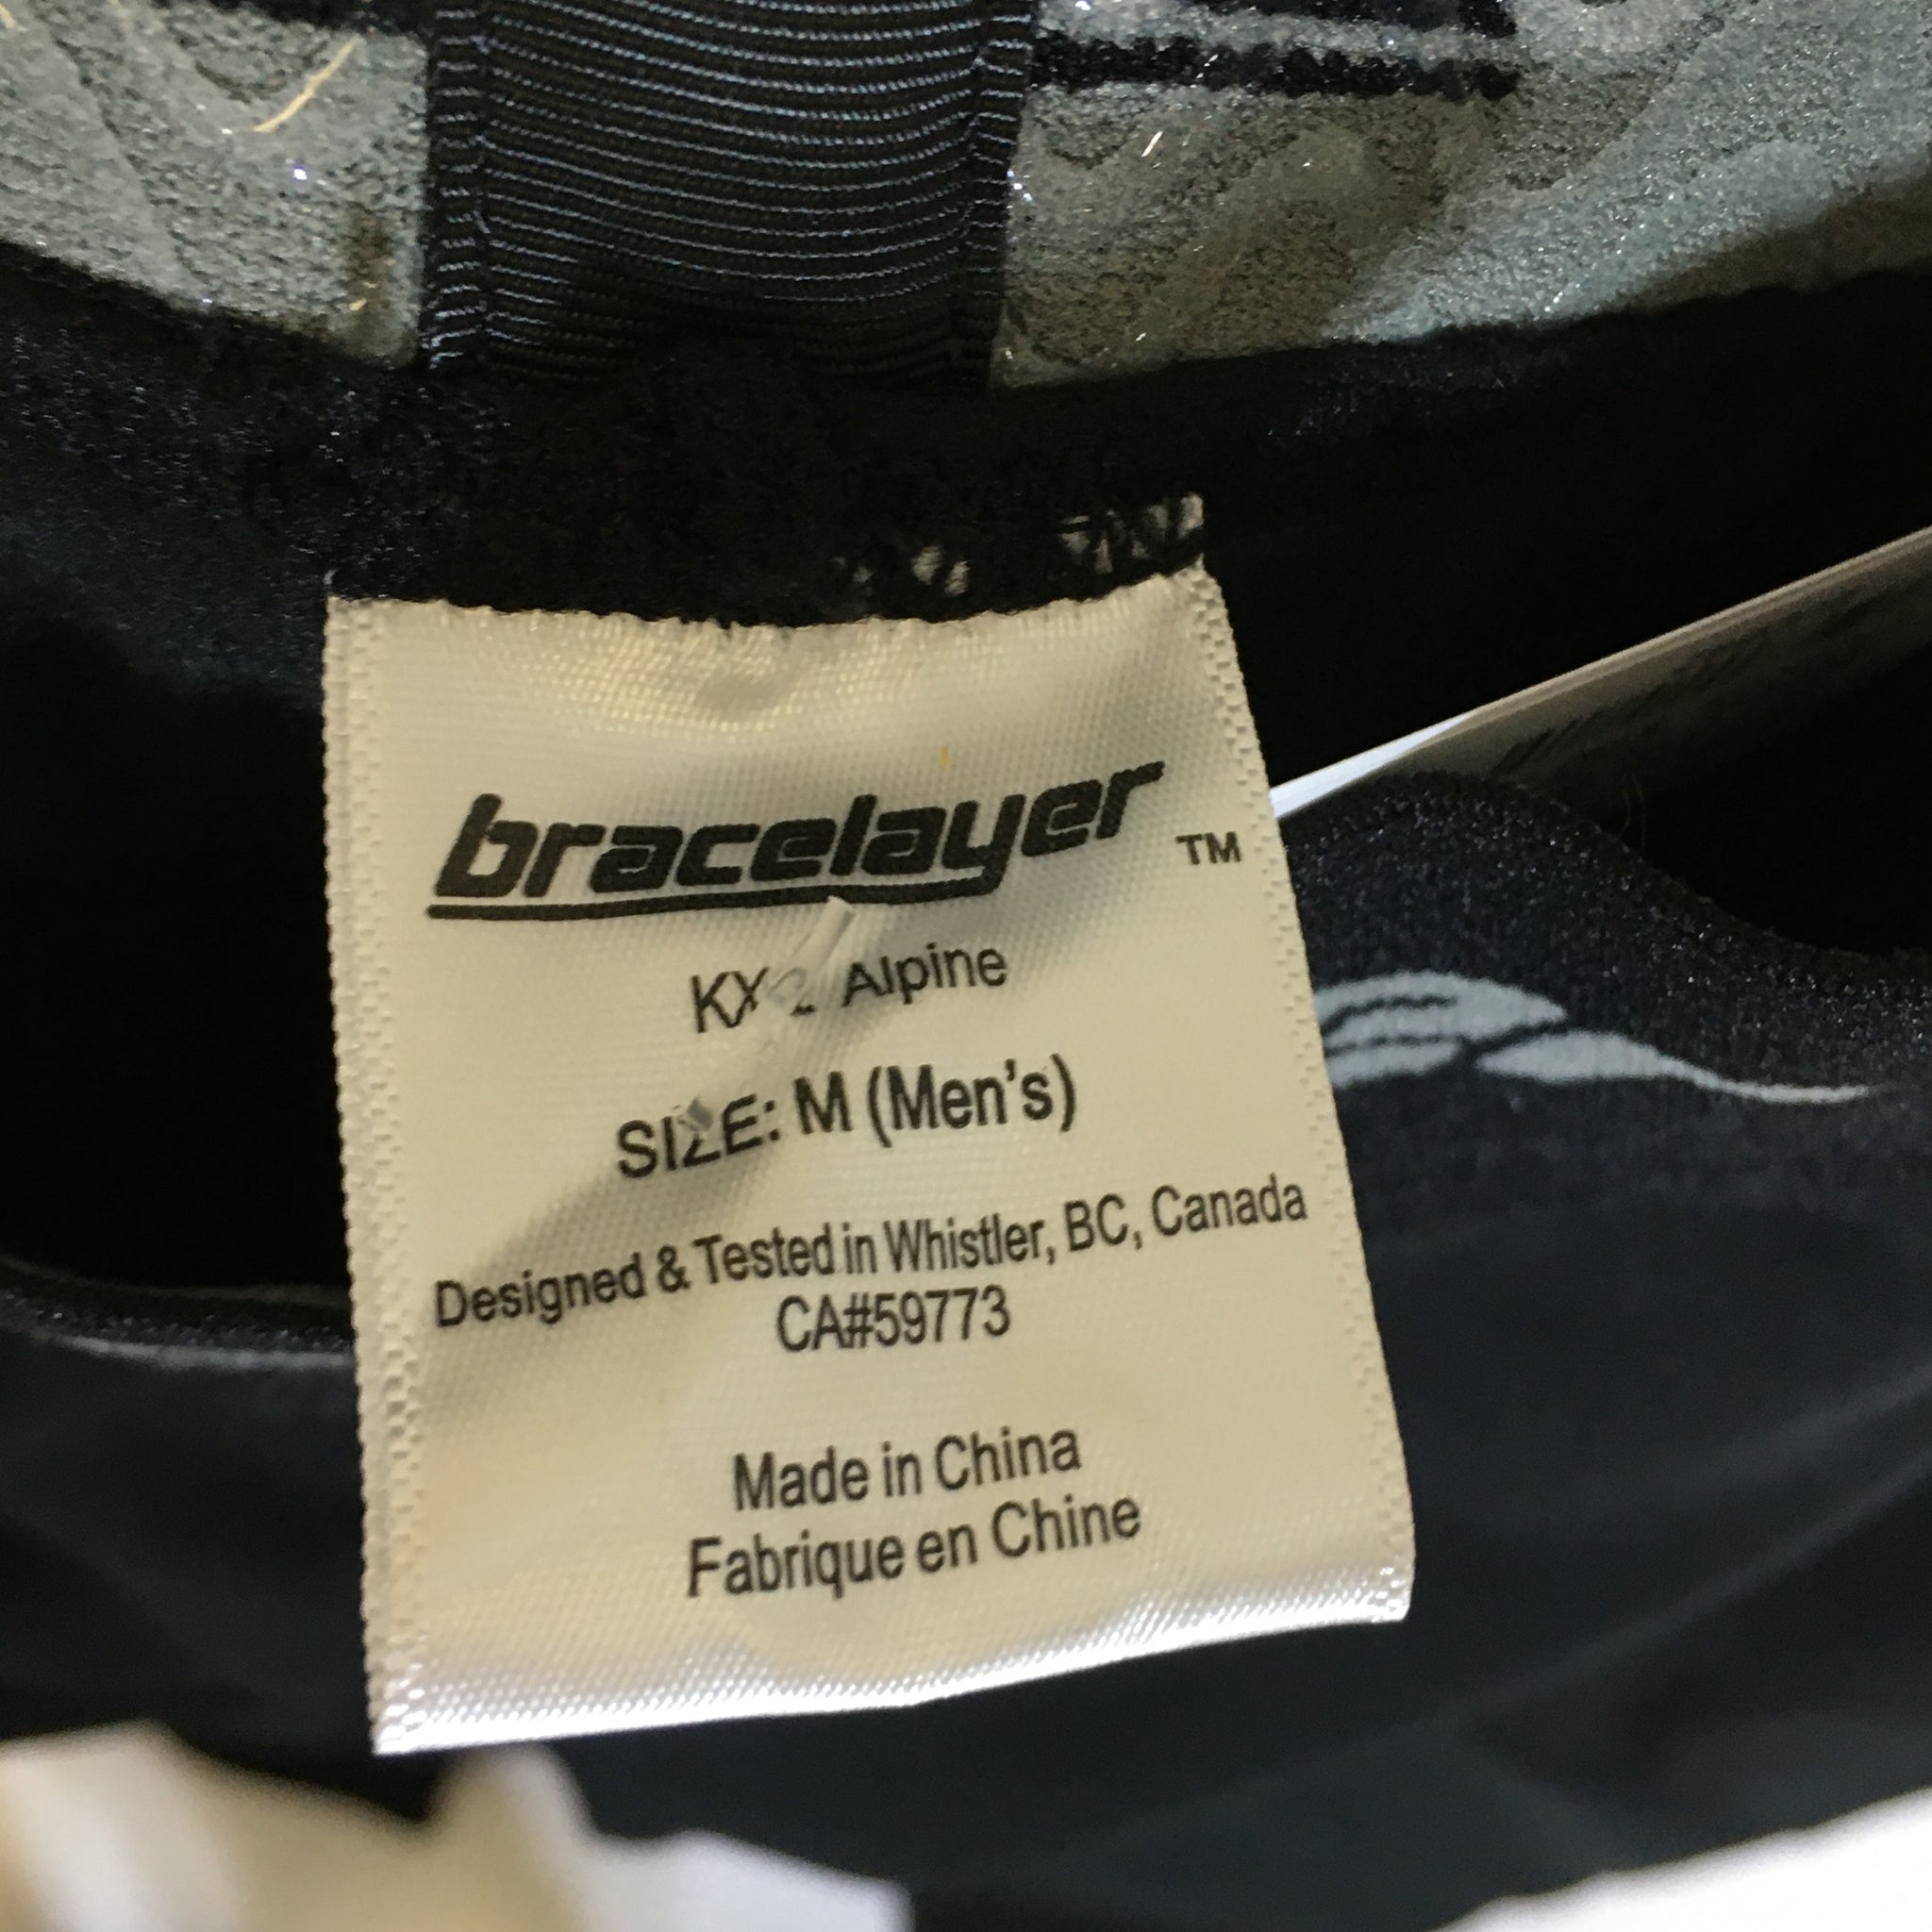 bracelayer TM
KX2 Alpine
SIZE: M (Men's)
Designed & Tested in Whistler, BC, Canada
CA#59773
Made in China
Fabrique en Chine